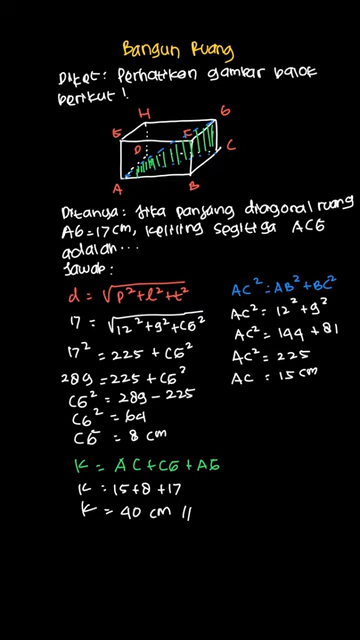 Bangun Ruang
Diket: Perhatikan gambar balok
berikut!
H
G
E
F
D
C
A
B
Ditanya: Jika panjang diagonal ruang
AG=17cm, keliling segitiga ACG
adalah...
Jawab:
d = √p²+l²+t²
17 = √12²+9²+CG²
17² = 225 + CG²
289 = 225 + CG²
CG² = 289 - 225
CG² = 64
CG = 8 cm
K = AC+CG+AG
K = 15+8+17
K = 40 cm //
AC² = AB²+BC²
AC² = 12²+9²
AC² = 144+81
AC² = 225
AC = 15 cm